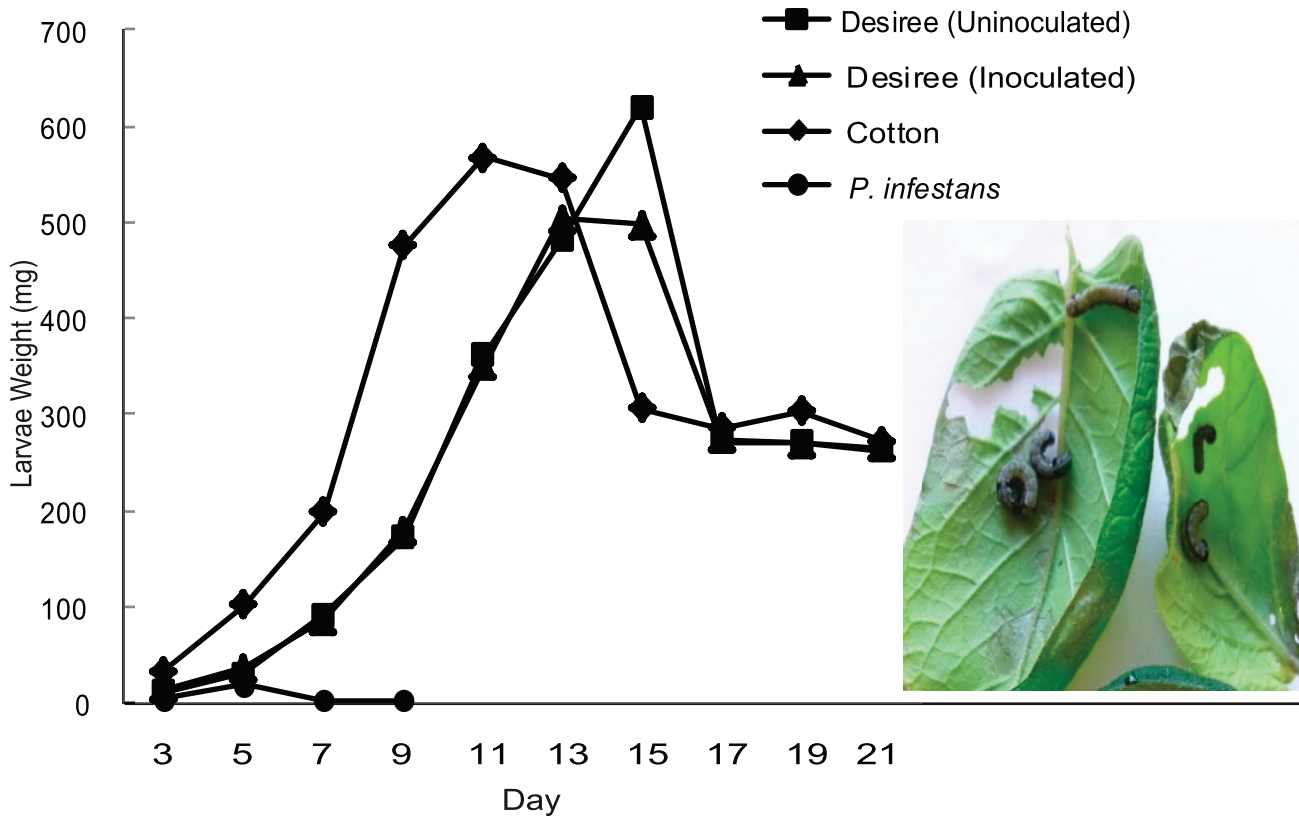 700
600
500
400
300
200
100
0
Larvae Weight (mg)
Desiree (Uninoculated)
Desiree (Inoculated)
Cotton
P. infestans
3 5 7 9 11 13 15 17 19 21
Day